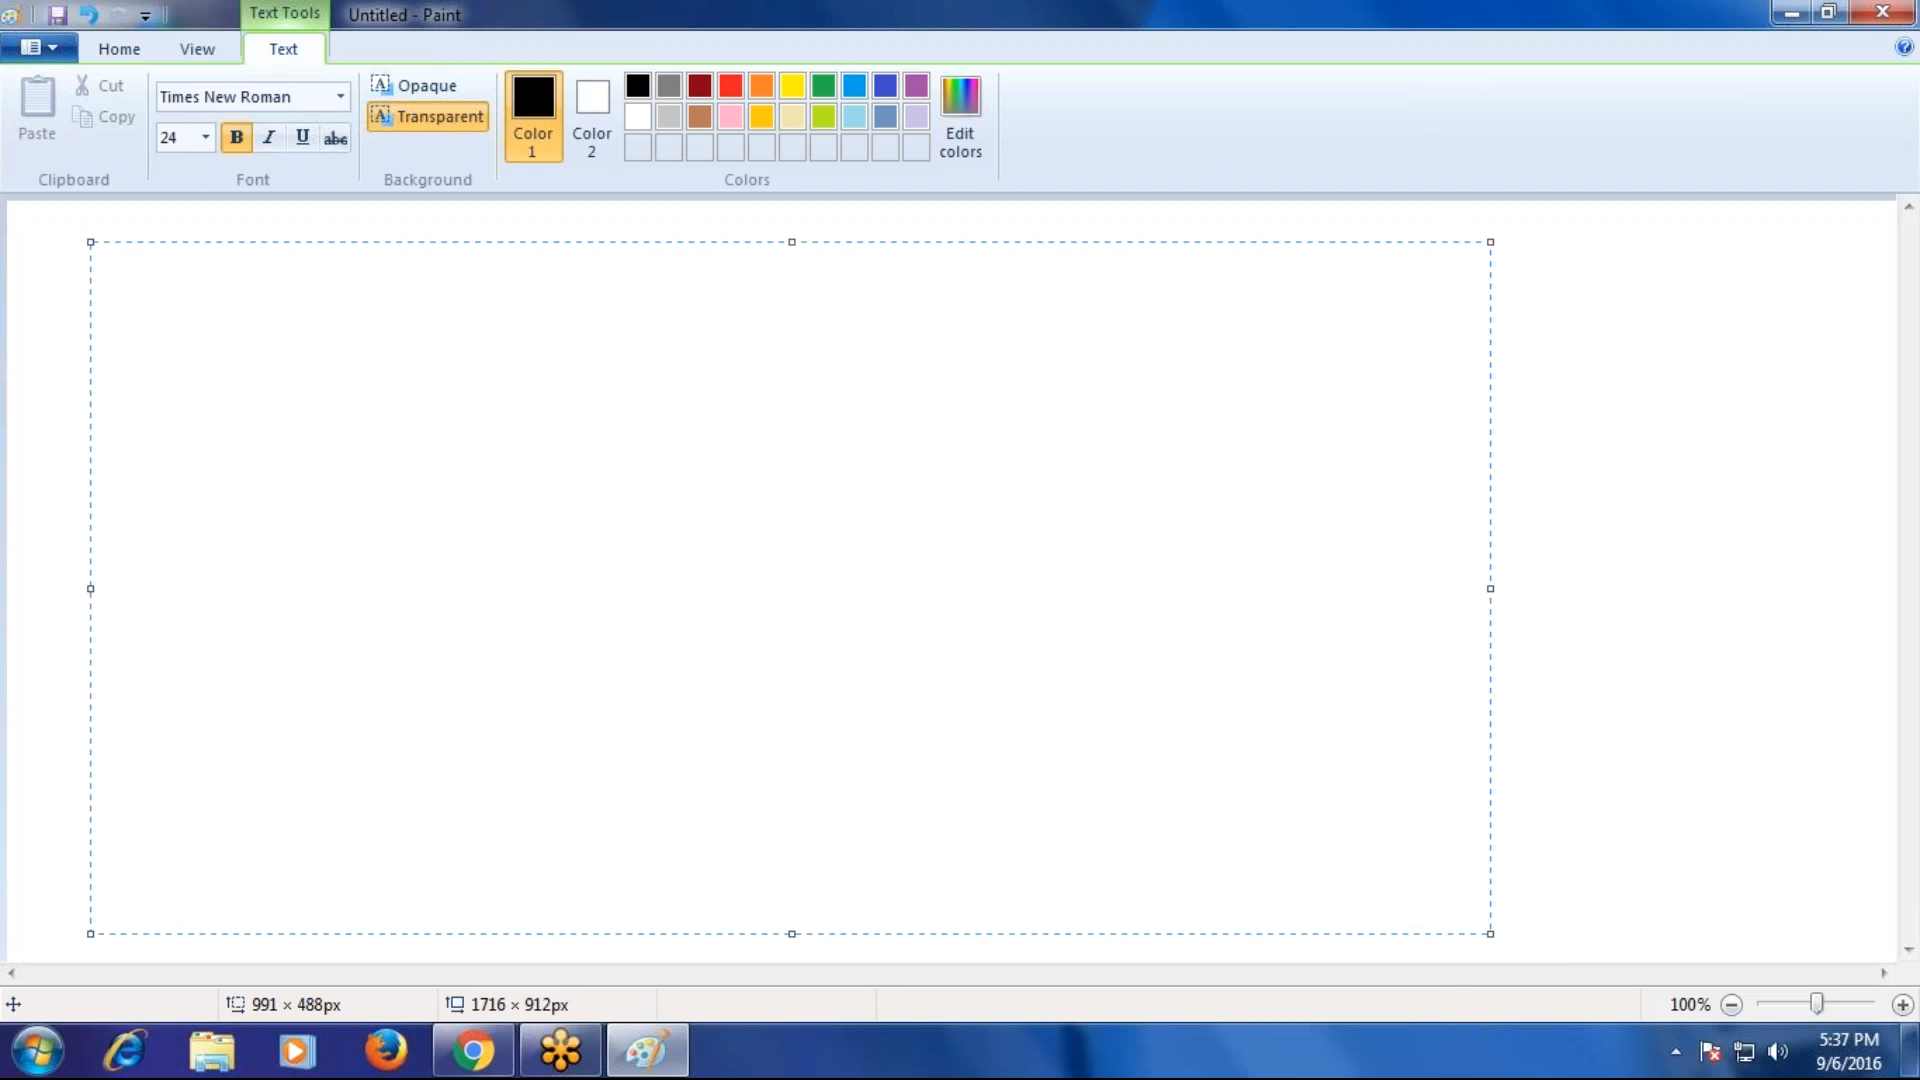 Text Tools
Untitled - Paint
Home
View
Text
Paste
Cut
Copy
Clipboard
Times New Roman
24
B
I
U
abc
Font
Opaque
Transparent
Background
Color
1
Color
2
Edit
colors
Colors
991 × 488px
1716 × 912px
100%
5:37 PM
9/6/2016